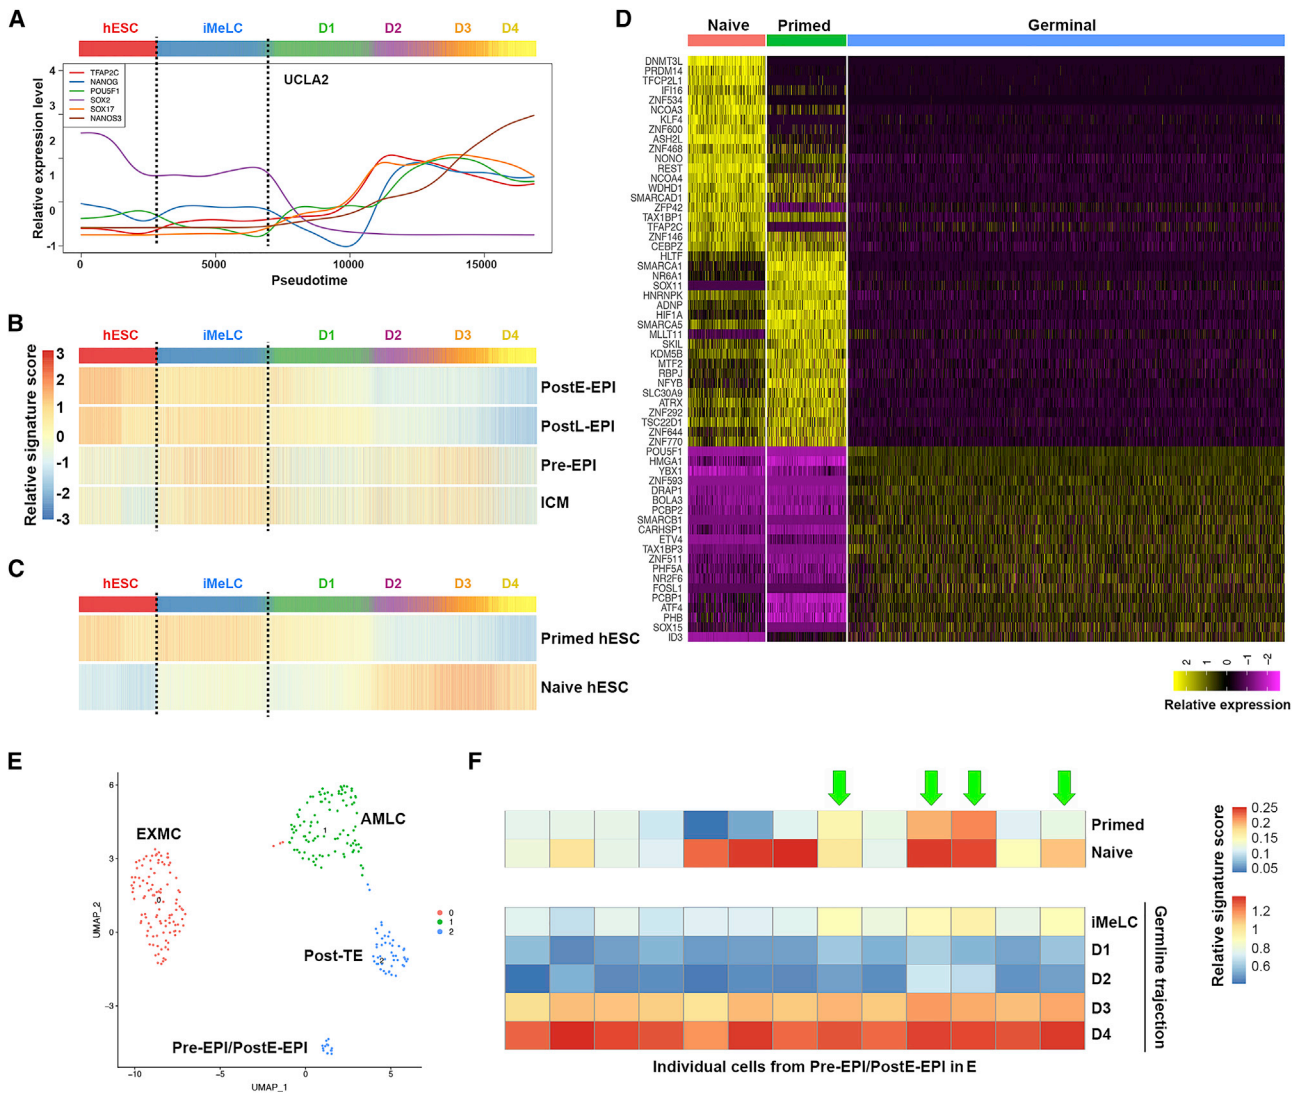 A
hESC iMeLC D1 D2 D3 D4
UCLA2
TFAP2C
NANOG
POU5F1
SOX2
SOX17
NANOS3
Relative expression level
4
3
2
1
0
-1
0 5000 10000 15000
Pseudotime
B
hESC iMeLC D1 D2 D3 D4
Relative signature score
3
2
1
0
-1
-2
-3
PostE-EPI
PostL-EPI
Pre-EPI
ICM
C
hESC iMeLC D1 D2 D3 D4
Primed hESC
Naive hESC
D
Naive Primed Germinal
DNMT3L
PRDM14
TFCP2L1
IFI16
ZNF534
NCOA3
KLF4
ZNF600
ASH2L
ZNF468
NONO
REST
NCOA4
WDHD1
SMARCAD1
ZFP42
TAX1BP1
TFAP2C
ZNF146
CEBPZ
HLTF
SMARCA1
NR6A1
SOX11
HNRNPK
ADNP
HIF1A
SMARCA5
MLLT11
SKIL
KDM5B
MTF2
RBPJ
NFYB
SLC30A9
ATRX
ZNF292
TSC22D1
ZNF644
ZNF770
POU5F1
HMGA1
YBX1
ZNF593
DRAP1
BOLA3
PCBP2
SMARCB1
CARHSP1
ETV4
TAX1BP3
ZNF511
PHF5A
NR2F6
FOSL1
PCBP1
ATF4
PHB
SOX15
ID3
2 1 0 -1 -2
Relative expression
E
6
3
0
-3
UMAP_2
EXMC
AMLC
Post-TE
Pre-EPI/PostE-EPI
0
1
2
0
1
2
-10 -5 0 5
UMAP_1
F
Primed
Naive
iMeLC
D1
D2
D3
D4
Germline trajection
Individual cells from Pre-EPI/PostE-EPI in E
Relative signature score
0.25
0.2
0.15
0.1
0.05
1.2
1
0.8
0.6